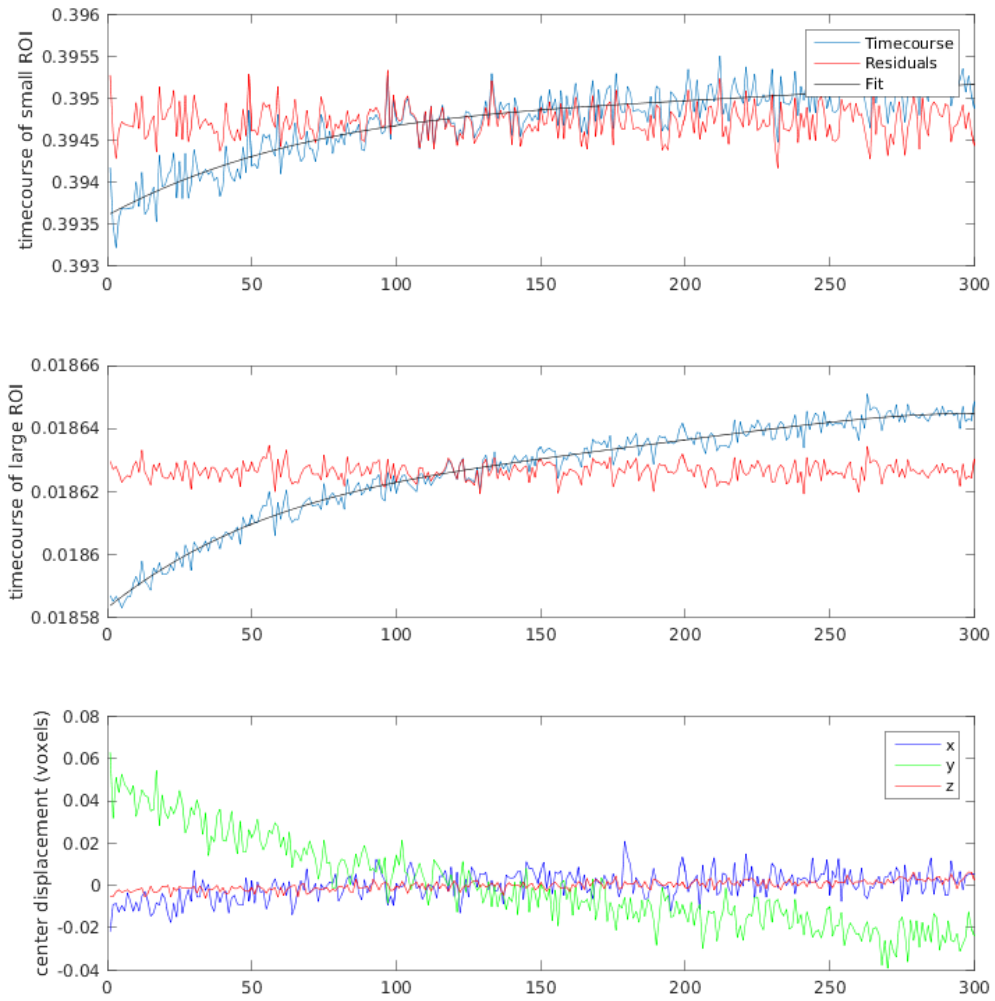 timecourse of small ROI
0.396
0.3955
0.395
0.3945
0.394
0.3935
0.393
0 50 100 150 200 250 300
Timecourse
Residuals
Fit
timecourse of large ROI
0.01866
0.01864
0.01862
0.0186
0.01858
0 50 100 150 200 250 300
center displacement (voxels)
0.08
0.06
0.04
0.02
0
-0.02
-0.04
0 50 100 150 200 250 300
x
y
z